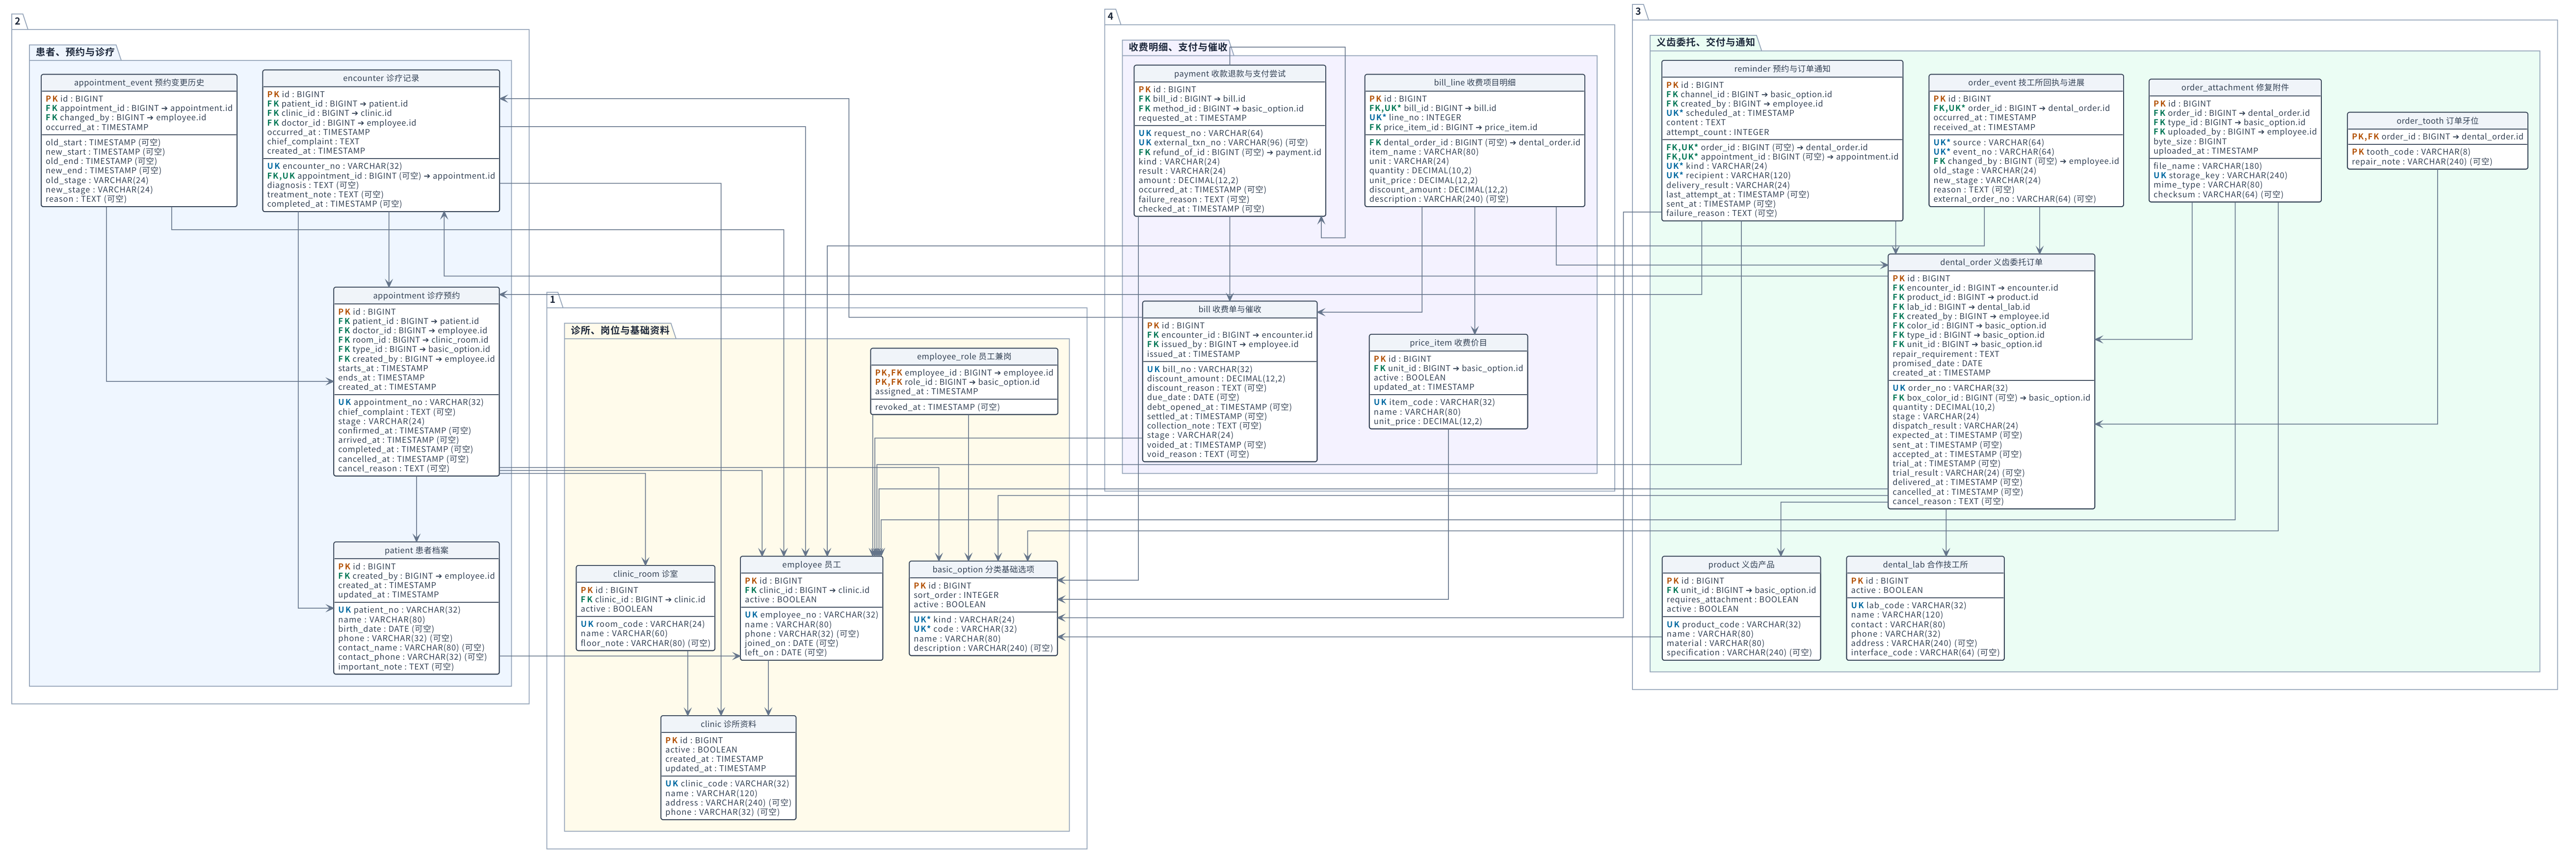 2
患者、预约与诊疗
appointment_event 预约变更历史
PK id : BIGINT
FK appointment_id : BIGINT ➔ appointment.id
FK changed_by : BIGINT ➔ employee.id
occurred_at : TIMESTAMP
old_start : TIMESTAMP (可空)
new_start : TIMESTAMP (可空)
old_end : TIMESTAMP (可空)
new_end : TIMESTAMP (可空)
old_stage : VARCHAR(24)
new_stage : VARCHAR(24)
reason : TEXT (可空)
encounter 诊疗记录
PK id : BIGINT
FK patient_id : BIGINT ➔ patient.id
FK clinic_id : BIGINT ➔ clinic.id
FK doctor_id : BIGINT ➔ employee.id
occurred_at : TIMESTAMP
chief_complaint : TEXT
created_at : TIMESTAMP
UK encounter_no : VARCHAR(32)
FK,UK appointment_id : BIGINT (可空) ➔ appointment.id
diagnosis : TEXT (可空)
treatment_note : TEXT (可空)
completed_at : TIMESTAMP (可空)
appointment 诊疗预约
PK id : BIGINT
FK patient_id : BIGINT ➔ patient.id
FK doctor_id : BIGINT ➔ employee.id
FK room_id : BIGINT ➔ clinic_room.id
FK type_id : BIGINT ➔ basic_option.id
FK created_by : BIGINT ➔ employee.id
starts_at : TIMESTAMP
ends_at : TIMESTAMP
created_at : TIMESTAMP
UK appointment_no : VARCHAR(32)
chief_complaint : TEXT (可空)
stage : VARCHAR(24)
confirmed_at : TIMESTAMP (可空)
arrived_at : TIMESTAMP (可空)
completed_at : TIMESTAMP (可空)
cancelled_at : TIMESTAMP (可空)
cancel_reason : TEXT (可空)
patient 患者档案
PK id : BIGINT
FK created_by : BIGINT ➔ employee.id
created_at : TIMESTAMP
updated_at : TIMESTAMP
UK patient_no : VARCHAR(32)
name : VARCHAR(80)
birth_date : DATE (可空)
phone : VARCHAR(32) (可空)
contact_name : VARCHAR(80) (可空)
contact_phone : VARCHAR(32) (可空)
important_note : TEXT (可空)
1
诊所、岗位与基础资料
employee_role 员工兼岗
PK,FK employee_id : BIGINT ➔ employee.id
PK,FK role_id : BIGINT ➔ basic_option.id
assigned_at : TIMESTAMP
revoked_at : TIMESTAMP (可空)
clinic_room 诊室
PK id : BIGINT
FK clinic_id : BIGINT ➔ clinic.id
active : BOOLEAN
UK room_code : VARCHAR(24)
name : VARCHAR(60)
floor_note : VARCHAR(80) (可空)
employee 员工
PK id : BIGINT
FK clinic_id : BIGINT ➔ clinic.id
active : BOOLEAN
UK employee_no : VARCHAR(32)
name : VARCHAR(80)
phone : VARCHAR(32) (可空)
joined_on : DATE (可空)
left_on : DATE (可空)
basic_option 分类基础选项
PK id : BIGINT
sort_order : INTEGER
active : BOOLEAN
UK* kind : VARCHAR(24)
UK* code : VARCHAR(32)
name : VARCHAR(80)
description : VARCHAR(240) (可空)
clinic 诊所资料
PK id : BIGINT
active : BOOLEAN
created_at : TIMESTAMP
updated_at : TIMESTAMP
UK clinic_code : VARCHAR(32)
name : VARCHAR(120)
address : VARCHAR(240) (可空)
phone : VARCHAR(32) (可空)
4
收费明细、支付与催收
payment 收款退款与支付尝试
PK id : BIGINT
FK bill_id : BIGINT ➔ bill.id
FK method_id : BIGINT ➔ basic_option.id
requested_at : TIMESTAMP
UK request_no : VARCHAR(64)
UK external_txn_no : VARCHAR(96) (可空)
FK refund_of_id : BIGINT (可空) ➔ payment.id
kind : VARCHAR(24)
result : VARCHAR(24)
amount : DECIMAL(12,2)
occurred_at : TIMESTAMP (可空)
failure_reason : TEXT (可空)
checked_at : TIMESTAMP (可空)
bill_line 收费项目明细
PK id : BIGINT
FK,UK* bill_id : BIGINT ➔ bill.id
UK* line_no : INTEGER
FK price_item_id : BIGINT ➔ price_item.id
FK dental_order_id : BIGINT (可空) ➔ dental_order.id
item_name : VARCHAR(80)
unit : VARCHAR(24)
quantity : DECIMAL(10,2)
unit_price : DECIMAL(12,2)
discount_amount : DECIMAL(12,2)
description : VARCHAR(240) (可空)
bill 收费单与催收
PK id : BIGINT
FK encounter_id : BIGINT ➔ encounter.id
FK issued_by : BIGINT ➔ employee.id
issued_at : TIMESTAMP
UK bill_no : VARCHAR(32)
discount_amount : DECIMAL(12,2)
discount_reason : TEXT (可空)
due_date : DATE (可空)
debt_opened_at : TIMESTAMP (可空)
settled_at : TIMESTAMP (可空)
collection_note : TEXT (可空)
stage : VARCHAR(24)
voided_at : TIMESTAMP (可空)
void_reason : TEXT (可空)
price_item 收费价目
PK id : BIGINT
FK unit_id : BIGINT ➔ basic_option.id
active : BOOLEAN
updated_at : TIMESTAMP
UK item_code : VARCHAR(32)
name : VARCHAR(80)
unit_price : DECIMAL(12,2)
3
义齿委托、交付与通知
reminder 预约与订单通知
PK id : BIGINT
FK channel_id : BIGINT ➔ basic_option.id
FK created_by : BIGINT ➔ employee.id
UK* scheduled_at : TIMESTAMP
content : TEXT
attempt_count : INTEGER
FK,UK* order_id : BIGINT (可空) ➔ dental_order.id
FK,UK* appointment_id : BIGINT (可空) ➔ appointment.id
UK* kind : VARCHAR(24)
UK* recipient : VARCHAR(120)
delivery_result : VARCHAR(24)
last_attempt_at : TIMESTAMP (可空)
sent_at : TIMESTAMP (可空)
failure_reason : TEXT (可空)
order_event 技工所回执与进展
PK id : BIGINT
FK,UK* order_id : BIGINT ➔ dental_order.id
occurred_at : TIMESTAMP
received_at : TIMESTAMP
UK* source : VARCHAR(64)
UK* event_no : VARCHAR(64)
FK changed_by : BIGINT (可空) ➔ employee.id
old_stage : VARCHAR(24)
new_stage : VARCHAR(24)
reason : TEXT (可空)
external_order_no : VARCHAR(64) (可空)
order_attachment 修复附件
PK id : BIGINT
FK order_id : BIGINT ➔ dental_order.id
FK type_id : BIGINT ➔ basic_option.id
FK uploaded_by : BIGINT ➔ employee.id
byte_size : BIGINT
uploaded_at : TIMESTAMP
file_name : VARCHAR(180)
UK storage_key : VARCHAR(240)
mime_type : VARCHAR(80)
checksum : VARCHAR(64) (可空)
order_tooth 订单牙位
PK,FK order_id : BIGINT ➔ dental_order.id
PK tooth_code : VARCHAR(8)
repair_note : VARCHAR(240) (可空)
dental_order 义齿委托订单
PK id : BIGINT
FK encounter_id : BIGINT ➔ encounter.id
FK product_id : BIGINT ➔ product.id
FK lab_id : BIGINT ➔ dental_lab.id
FK created_by : BIGINT ➔ employee.id
FK color_id : BIGINT ➔ basic_option.id
FK type_id : BIGINT ➔ basic_option.id
FK unit_id : BIGINT ➔ basic_option.id
repair_requirement : TEXT
promised_date : DATE
created_at : TIMESTAMP
UK order_no : VARCHAR(32)
FK box_color_id : BIGINT (可空) ➔ basic_option.id
quantity : DECIMAL(10,2)
stage : VARCHAR(24)
dispatch_result : VARCHAR(24)
expected_at : TIMESTAMP (可空)
sent_at : TIMESTAMP (可空)
accepted_at : TIMESTAMP (可空)
trial_at : TIMESTAMP (可空)
trial_result : VARCHAR(24) (可空)
delivered_at : TIMESTAMP (可空)
cancelled_at : TIMESTAMP (可空)
cancel_reason : TEXT (可空)
product 义齿产品
PK id : BIGINT
FK unit_id : BIGINT ➔ basic_option.id
requires_attachment : BOOLEAN
active : BOOLEAN
UK product_code : VARCHAR(32)
name : VARCHAR(80)
material : VARCHAR(80)
specification : VARCHAR(240) (可空)
dental_lab 合作技工所
PK id : BIGINT
active : BOOLEAN
UK lab_code : VARCHAR(32)
name : VARCHAR(120)
contact : VARCHAR(80)
phone : VARCHAR(32)
address : VARCHAR(240) (可空)
interface_code : VARCHAR(64) (可空)